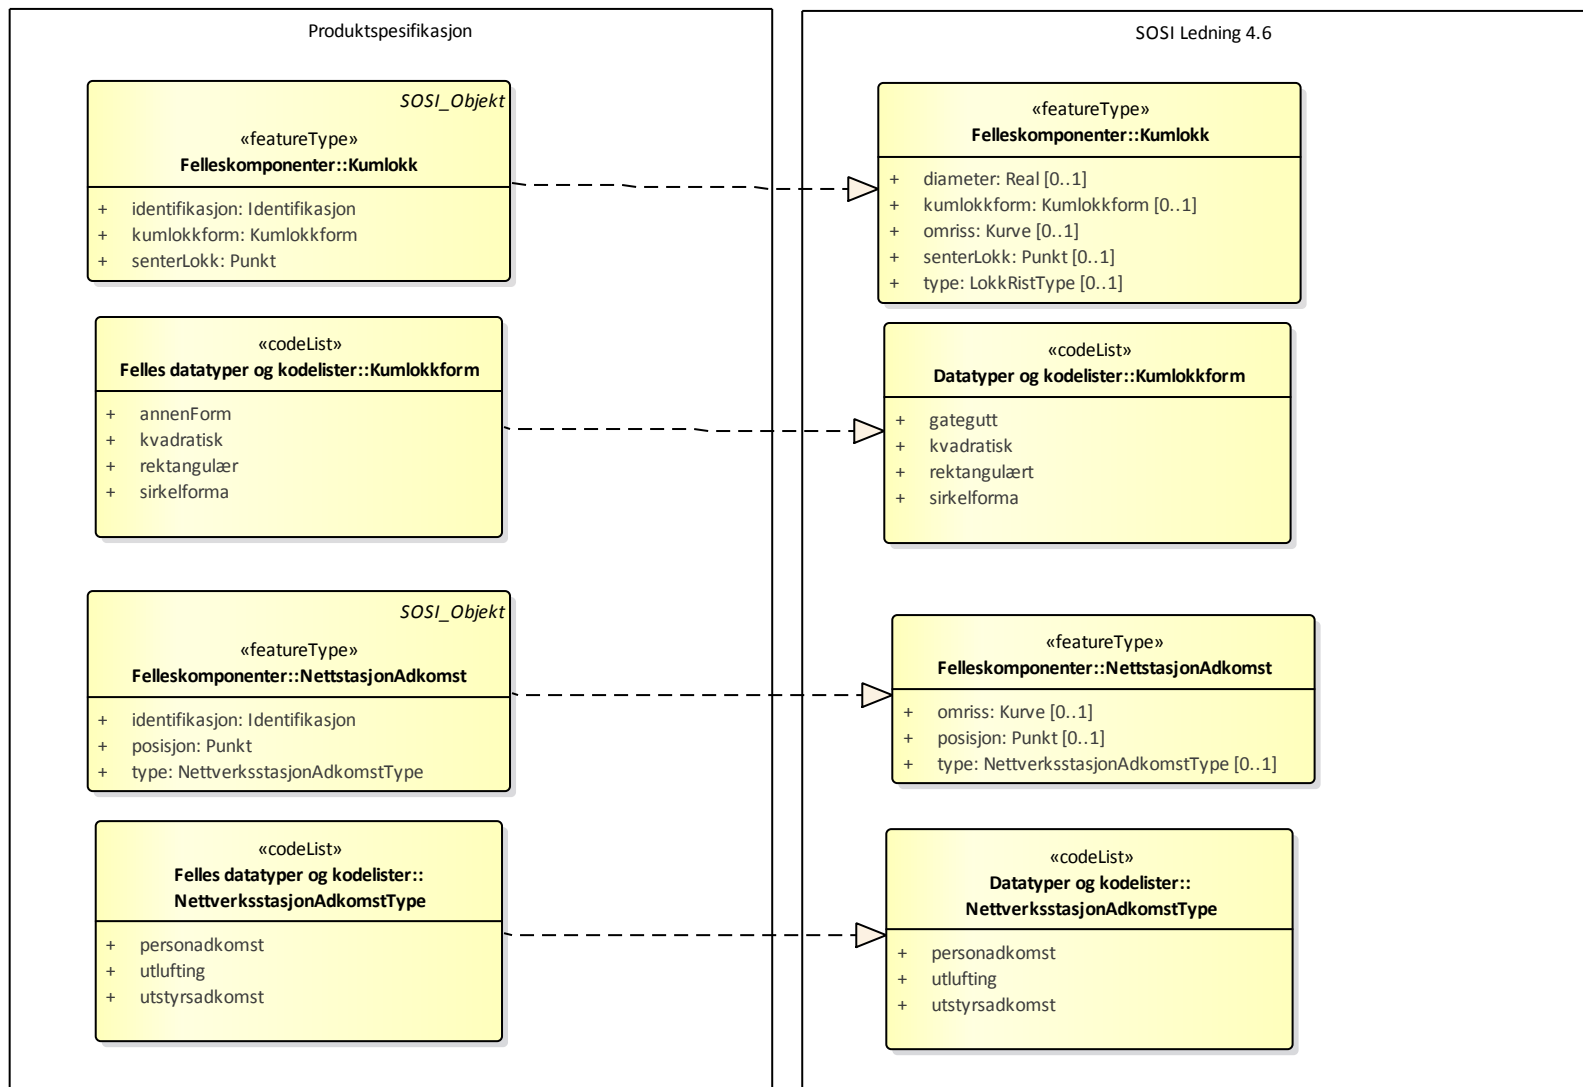 Produktspesifikasjon
SOSI_Objekt
«featureType»
Felleskomponenter::Kumlokk
+ identifikasjon: Identifikasjon
+ kumlokkform: Kumlokkform
+ senterLokk: Punkt
«codeList»
Felles datatyper og kodelister::Kumlokkform
+ annenForm
+ kvadratisk
+ rektangulær
+ sirkelforma
SOSI_Objekt
«featureType»
Felleskomponenter::NettstasjonAdkomst
+ identifikasjon: Identifikasjon
+ posisjon: Punkt
+ type: NettverksstasjonAdkomstType
«codeList»
Felles datatyper og kodelister::
NettverksstasjonAdkomstType
+ personadkomst
+ utlufting
+ utstyrsadkomst
SOSI Ledning 4.6
«featureType»
Felleskomponenter::Kumlokk
+ diameter: Real [0..1]
+ kumlokkform: Kumlokkform [0..1]
+ omriss: Kurve [0..1]
+ senterLokk: Punkt [0..1]
+ type: LokkRistType [0..1]
«codeList»
Datatyper og kodelister::Kumlokkform
+ gategutt
+ kvadratisk
+ rektangulært
+ sirkelforma
«featureType»
Felleskomponenter::NettstasjonAdkomst
+ omriss: Kurve [0..1]
+ posisjon: Punkt [0..1]
+ type: NettverksstasjonAdkomstType [0..1]
«codeList»
Datatyper og kodelister::
NettverksstasjonAdkomstType
+ personadkomst
+ utlufting
+ utstyrsadkomst